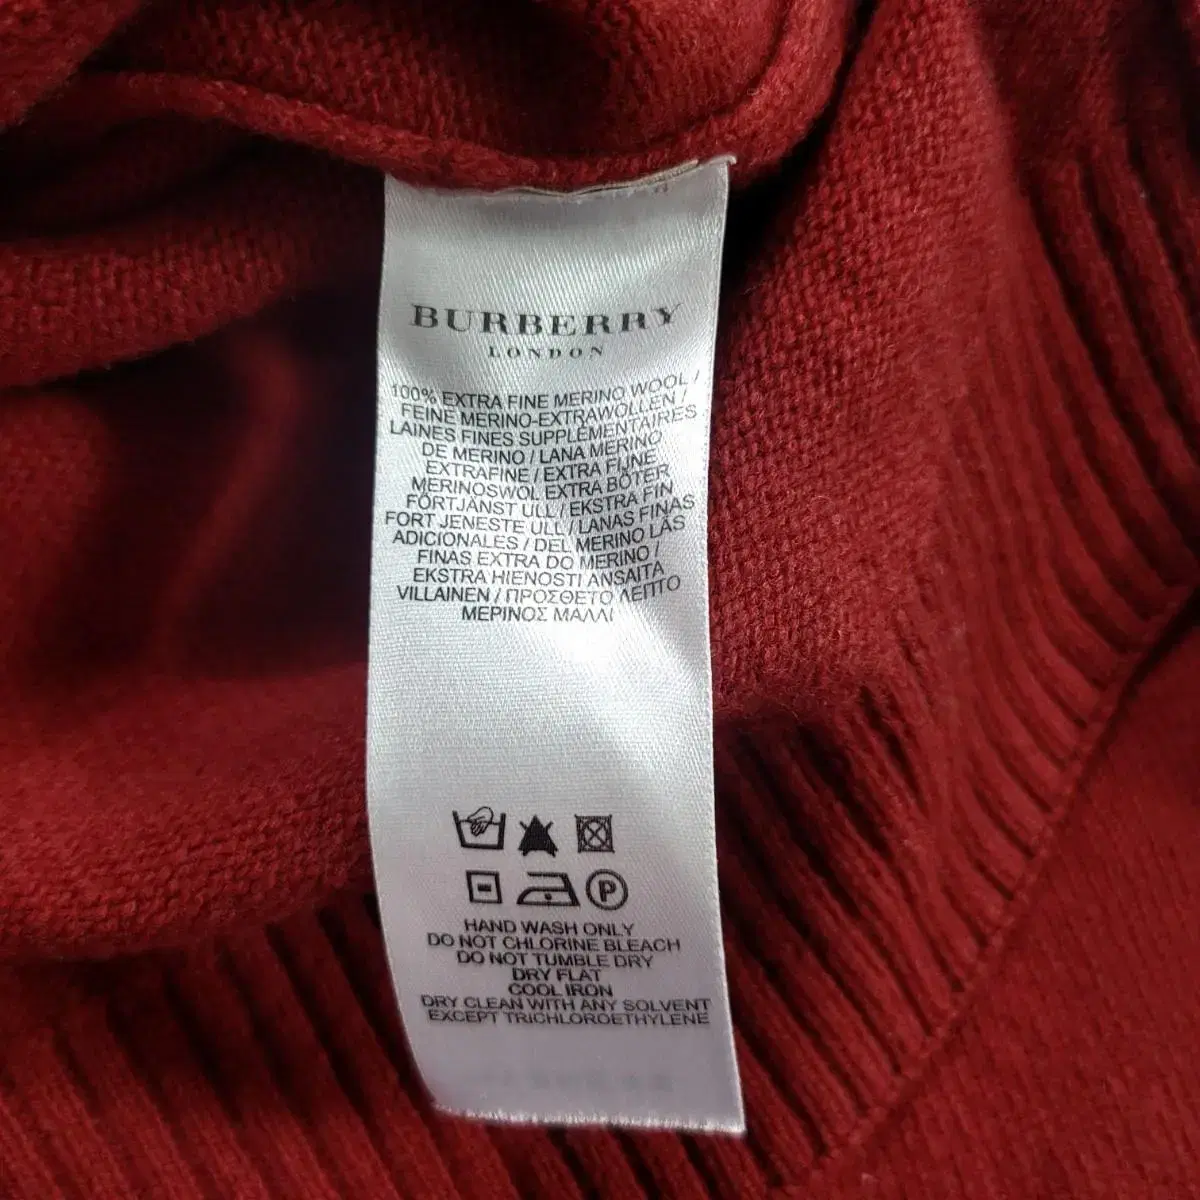 BURBERRY
LONDON
100% EXTRA FINE MERINO WOOL /
FEINE MERINO-EXTRAWOLLEN /
LAINES FINES SUPPLÉMENTAIRES
DE MERINO / LANA MERINO
EXTRAFINE / EXTRA FIJNE
MERINOSWOL EXTRA BÖTER
FÖRTJÄNST ULL / EKSTRA FIN
FORT JENESTE ULL / LANAS FINAS
ADICIONALES / DEL MERINO LÃS
FINAS EXTRA DO MERINO /
EKSTRA HIENOSTI ANSAITA
VILLAINEN / ΠΡΟΣΘΕΤΟ ΛΕΠΤΟ
ΜΕΡΙΝΟΣ ΜΑΛΛΙ
P
HAND WASH ONLY
DO NOT CHLORINE BLEACH
DO NOT TUMBLE DRY
DRY FLAT
COOL IRON
DRY CLEAN WITH ANY SOLVENT
EXCEPT TRICHLOROETHYLENE